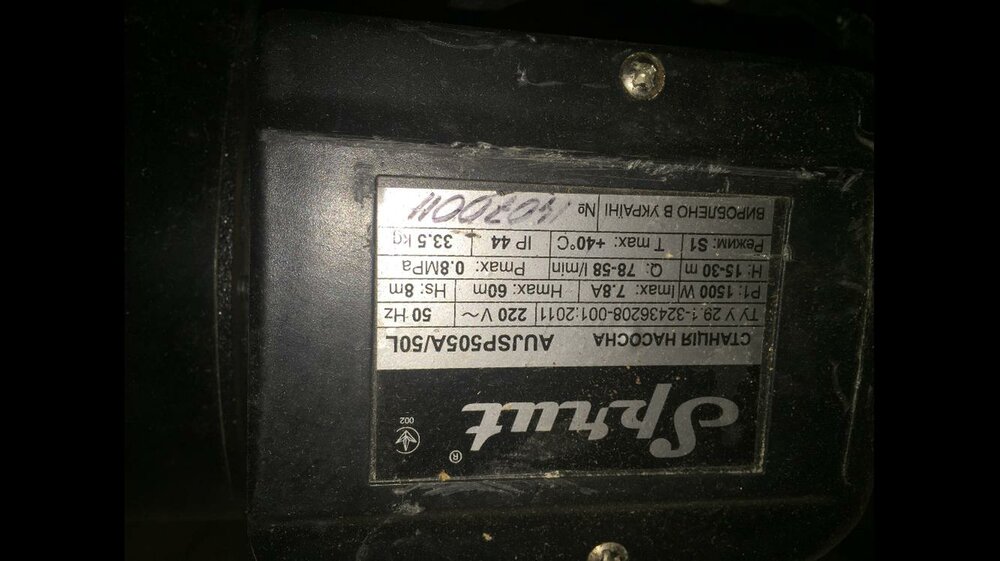 Sprut ®
002
СТАНЦІЯ НАСОСНА AUJSP505A/50L
ТУ У 29.1-32436208-001:2011 220 V ~ 50 Hz
P1: 1500 W Imax: 7.8A Hmax: 60m Hs: 8m
H: 15-30 m Q: 78-58 l/min Pmax: 0.8MPa
Режим: S1 T max: +40°C IP 44 33.5 kg
ВИРОБЛЕНО В УКРАЇНІ № 14070011